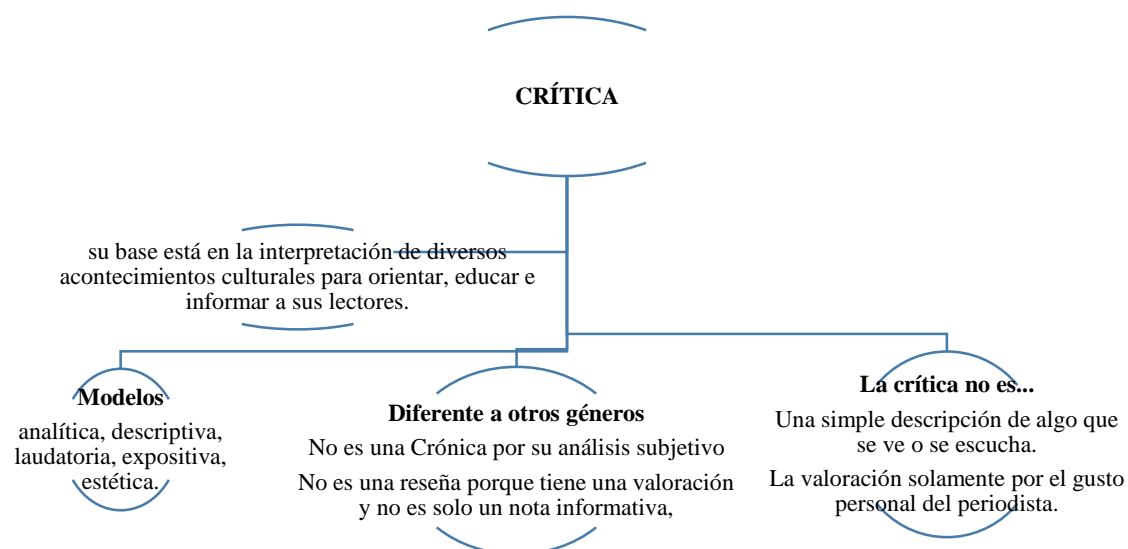 CRÍTICA
su base está en la interpretación de diversos
acontecimientos culturales para orientar, educar e
informar a sus lectores.
Modelos
analítica, descriptiva,
laudatoria, expositiva,
estética.
Diferente a otros géneros
No es una Crónica por su análisis subjetivo
No es una reseña porque tiene una valoración
y no es solo un nota informativa,
La crítica no es...
Una simple descripción de algo que
se ve o se escucha.
La valoración solamente por el gusto
personal del periodista.